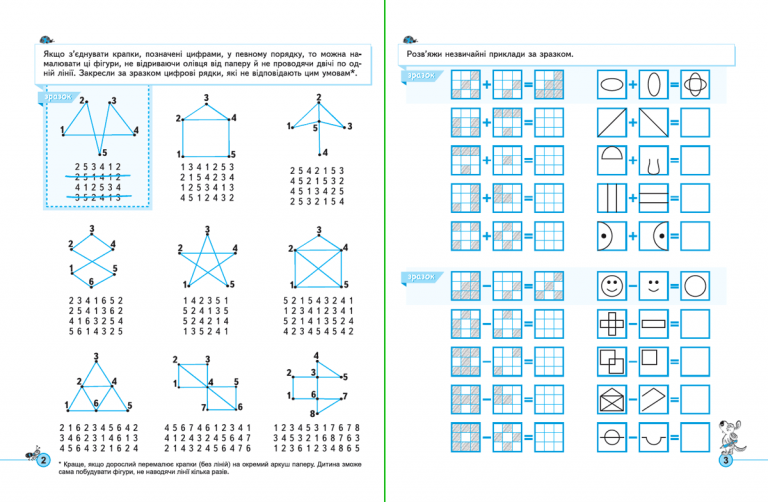 Якщо з'єднувати крапки, позначені цифрами, у певному порядку, то можна на-
малювати ці фігури, не відриваючи олівця від паперу й не проводячи двічі по од-
ній лінії. Закресли за зразком цифрові рядки, які не відповідають цим умовам*.
зразок
2 3
1 4
5
2 5 3 4 1 2
2 5 1 4 1 2
4 1 2 5 3 4
3 5 2 4 1 3
3
2 4
1 5
1 3 4 1 2 5 3
2 1 5 4 2 3 4
1 2 5 3 4 1 3
4 5 1 2 4 3 2
2
5
1 3
4
2 5 4 2 1 5 3
4 5 2 1 5 3 2
4 5 1 3 4 2 5
2 5 3 2 1 5 4
3
2 4
1 5
6
2 3 4 1 6 5 2
2 5 4 1 3 6 2
4 1 6 3 2 5 4
5 6 1 4 3 2 5
3
2 4
1 5
1 4 2 3 5 1
5 2 4 1 3 5
5 2 4 2 1 4
1 3 5 2 4 1
3
2 4
1 5
5 2 1 5 4 3 2 4 1
1 2 3 4 1 2 3 4 1
5 2 1 4 1 3 5 2 4
4 2 3 4 5 4 5 4 2
3
2 4
1 6 5
2 1 6 2 3 4 5 6 4 2
3 4 6 2 3 1 4 6 1 3
4 5 6 4 3 2 1 6 2 4
2 3
1 4 5
7 6
4 5 6 7 4 6 1 2 3 4 1
4 1 2 4 3 2 4 5 6 4 7
2 1 4 3 2 4 5 6 4 7 6
4
2 3 5
1 6 7
8
1 2 3 4 5 3 1 7 6 7 8
3 4 5 3 2 1 6 8 7 6 3
1 2 3 6 1 2 3 4 8 6 5
* Краще, якщо дорослий перемалює крапки (без ліній) на окремий аркуш паперу. Дитина зможе
сама побудувати фігури, не наводячи лінії кілька разів.
2
Розв'яжи незвичайні приклади за зразком.
зразок
+ = + =
+ = + =
+ = + =
+ = + =
+ = + =
зразок
− = − =
− = − =
− = − =
− = − =
− = − =
3